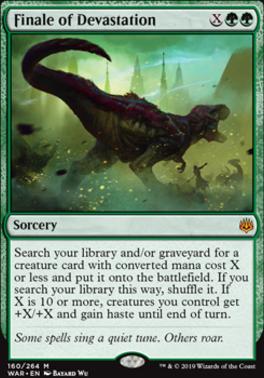 Finale of Devastation X
Sorcery
Search your library and/or graveyard for a
creature card with converted mana cost X
or less and put it onto the battlefield. If you
search your library this way, shuffle it. If
X is 10 or more, creatures you control get
+X/+X and gain haste until end of turn.
Some spells sing a quiet tune. Others roar.
160/264 M
WAR • EN BAYARD WU
™ & © 2019 Wizards of the Coast